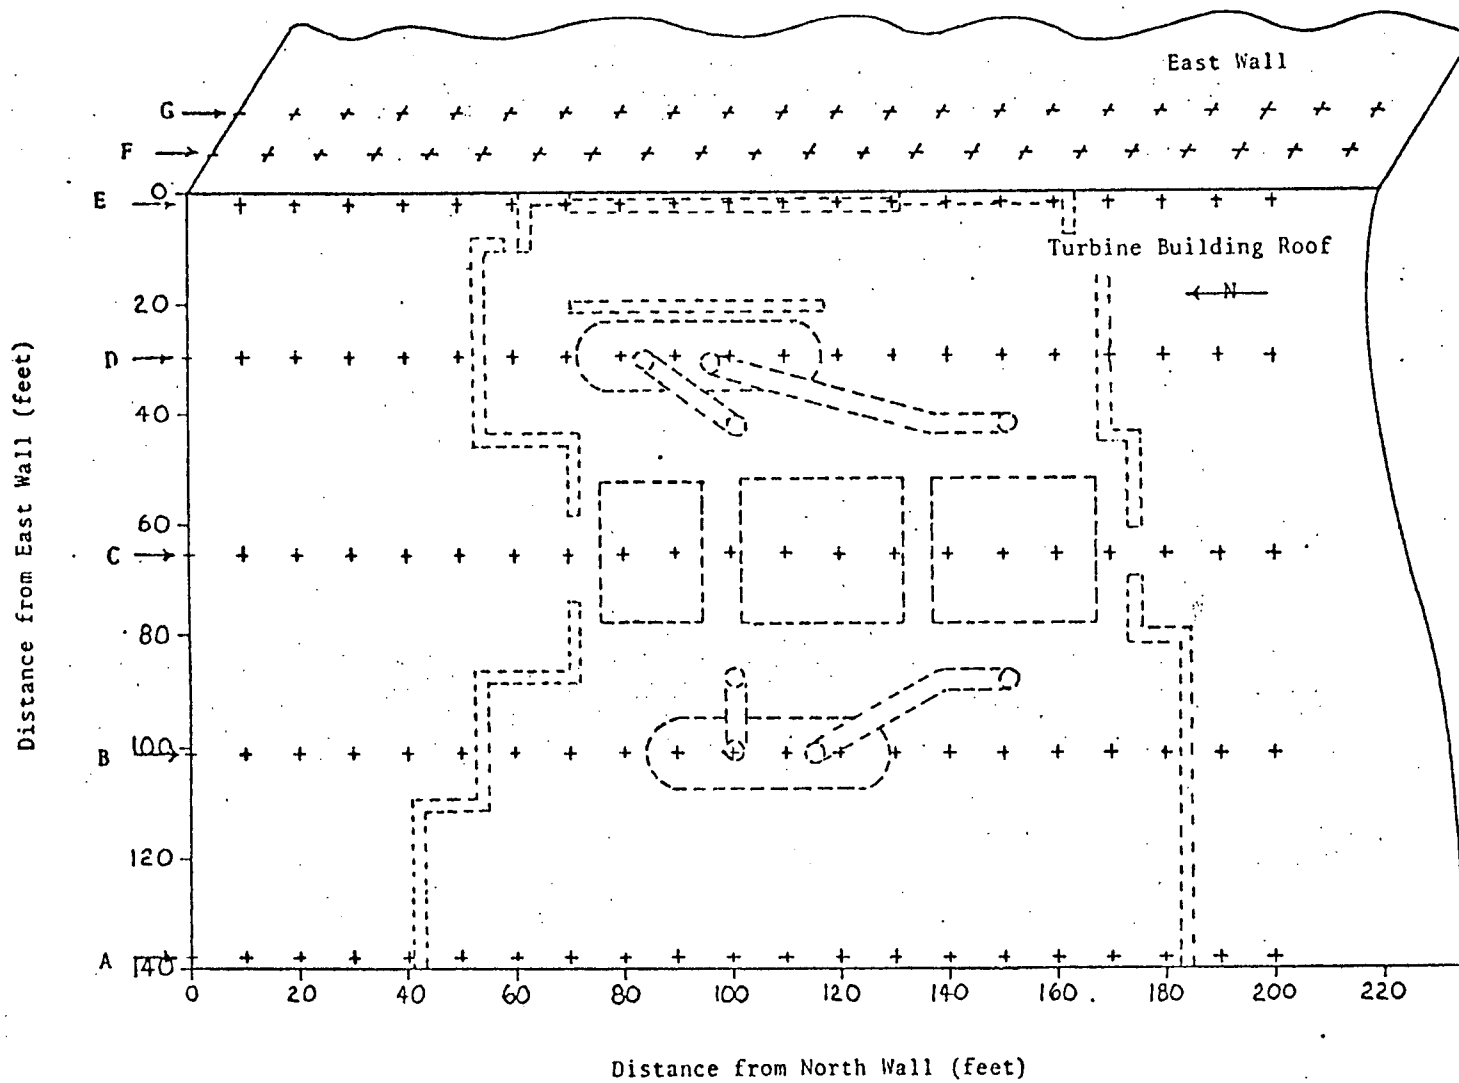 East Wall
G
F
E
0
Turbine Building Roof
N
20
D
40
60
C
80
100
B
120
A
140
0 20 40 60 80 100 120 140 160 180 200 220
Distance from East Wall (feet)
Distance from North Wall (feet)